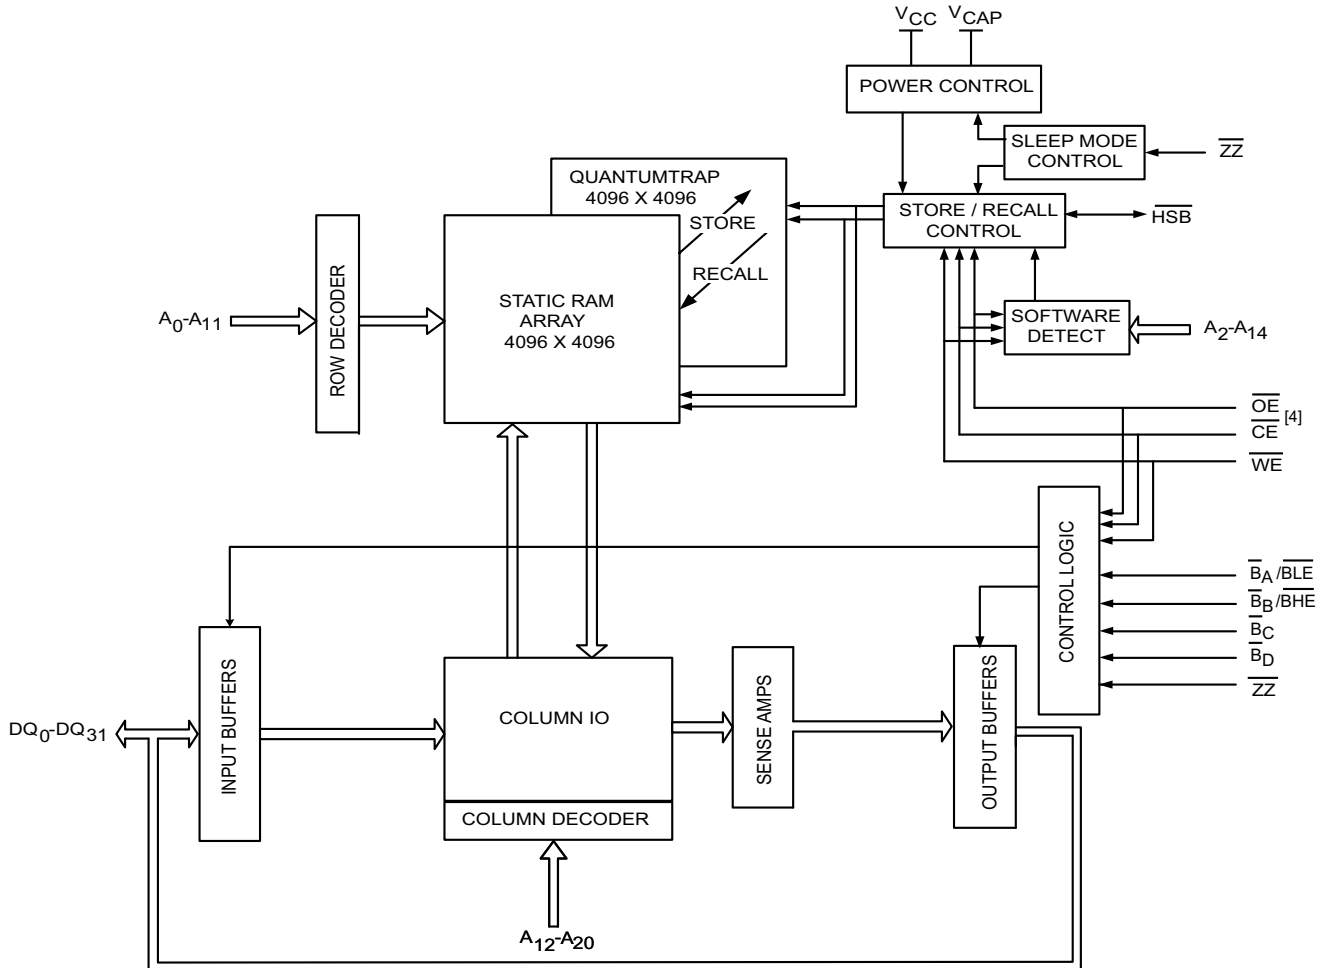 VCC
VCAP
POWER CONTROL
SLEEP MODE
CONTROL
ZZ
QUANTUMTRAP
4096 X 4096
STORE
RECALL
STORE / RECALL
CONTROL
HSB
ROW DECODER
A0-A11
STATIC RAM
ARRAY
4096 X 4096
SOFTWARE
DETECT
A2-A14
OE
CE [4]
WE
CONTROL LOGIC
BA/BLE
BB/BHE
BC
BD
ZZ
DQ0-DQ31
INPUT BUFFERS
COLUMN IO
COLUMN DECODER
SENSE AMPS
OUTPUT BUFFERS
A12-A20